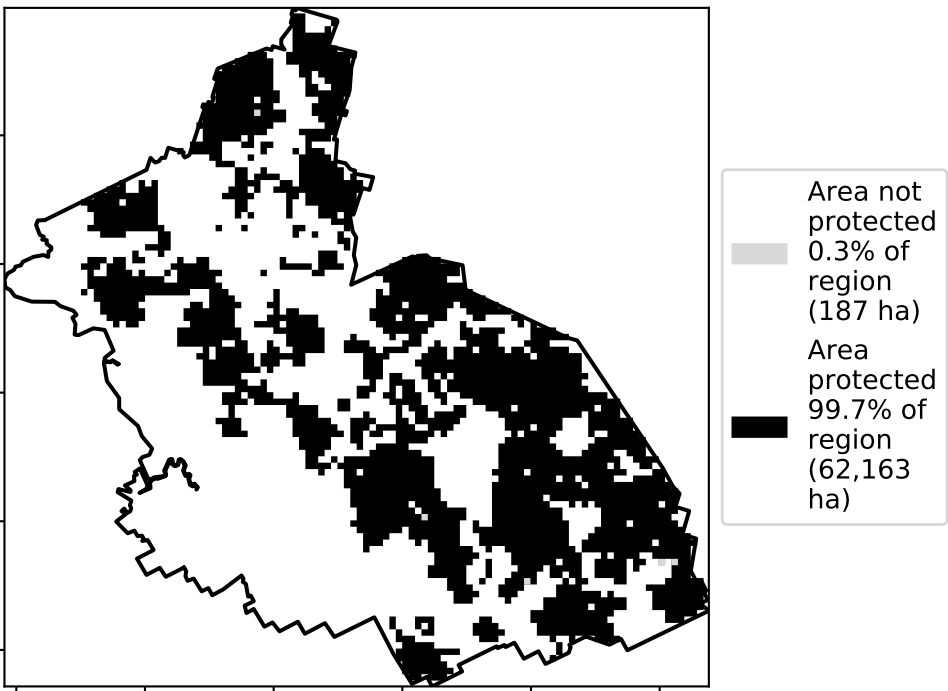 Area not
protected
0.3% of
region
(187 ha)
Area
protected
99.7% of
region
(62,163
ha)